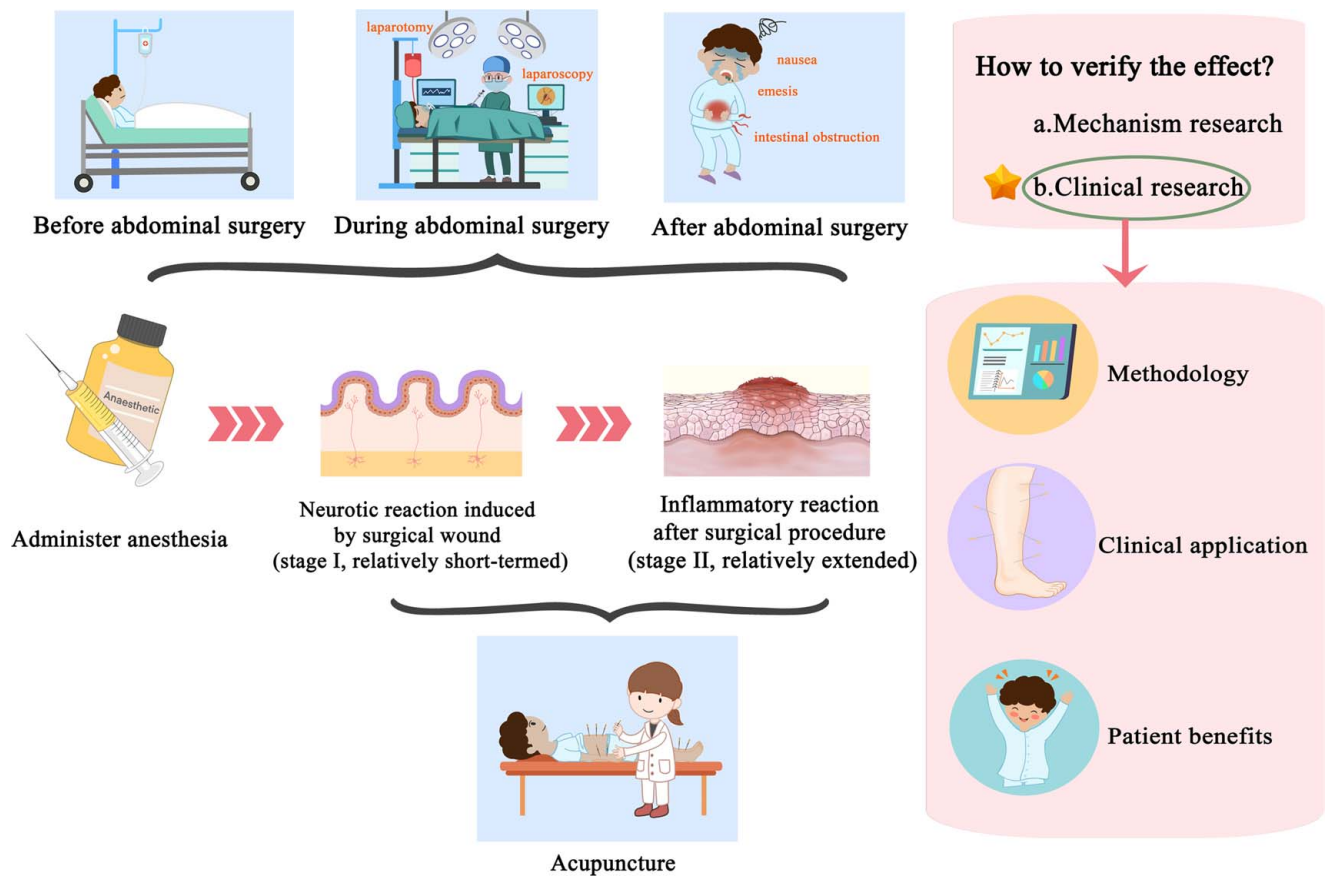 laparotomy
laparoscopy
nausea
emesis
intestinal obstruction
Before abdominal surgery
During abdominal surgery
After abdominal surgery
How to verify the effect?
a.Mechanism research
b.Clinical research
Anaesthetic
Administer anesthesia
Neurotic reaction induced
by surgical wound
(stage I, relatively short-termed)
Inflammatory reaction
after surgical procedure
(stage II, relatively extended)
Acupuncture
Methodology
Clinical application
Patient benefits